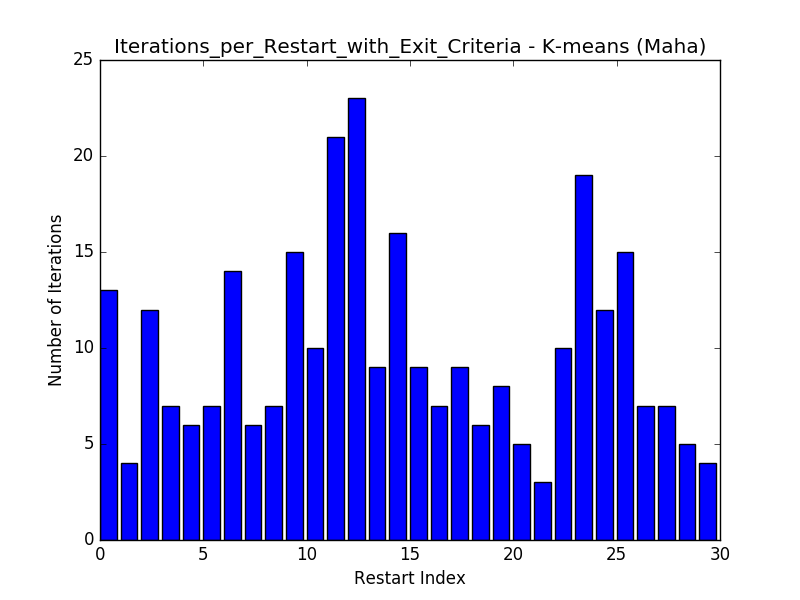 Iterations_per_Restart_with_Exit_Criteria - K-means (Maha)
25
20
15
10
5
0
Number of Iterations
0 5 10 15 20 25 30
Restart Index